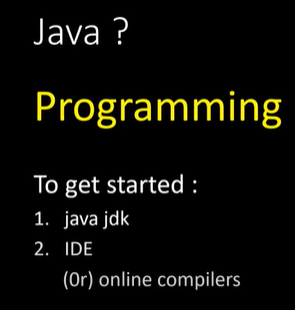 Java ?
Programming
To get started :
1. java jdk
2. IDE
(0r) online compilers